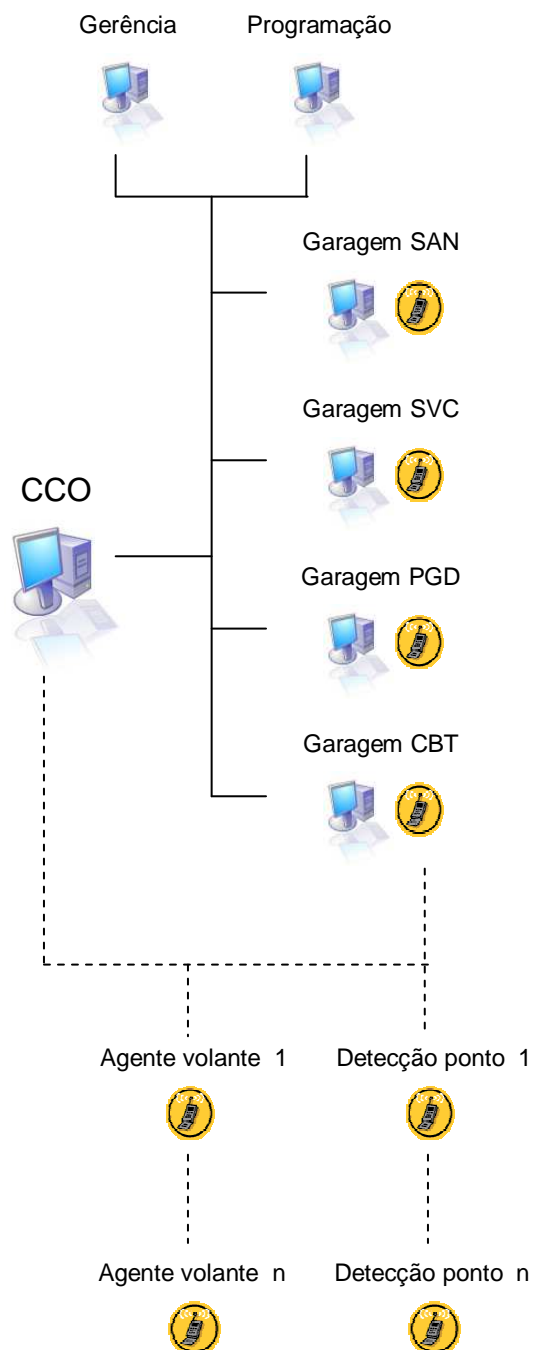 Gerência
Programação
Garagem SAN
Garagem SVC
CCO
Garagem PGD
Garagem CBT
Agente volante 1
Detecção ponto 1
Agente volante n
Detecção ponto n